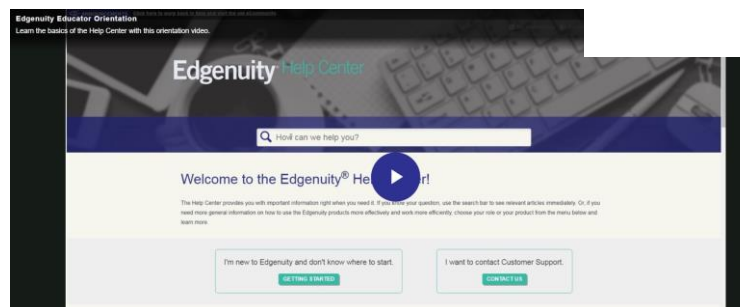 Edgenuity Educator Orientation
Learn the basics of the Help Center with this orientation video.
Edgenuity Help Center
How can we help you?
Welcome to the Edgenuity® He r!
The Help Center provides you with important information right when you need it. If you know your question, use the search bar to see relevant articles immediately. Or, if you
need more general information on how to use the Edgenuity products more effectively and work more efficiently, choose your role or your product from the menu below and
learn more.
I'm new to Edgenuity and don't know where to start.
GETTING STARTED
I want to contact Customer Support.
CONTACT US